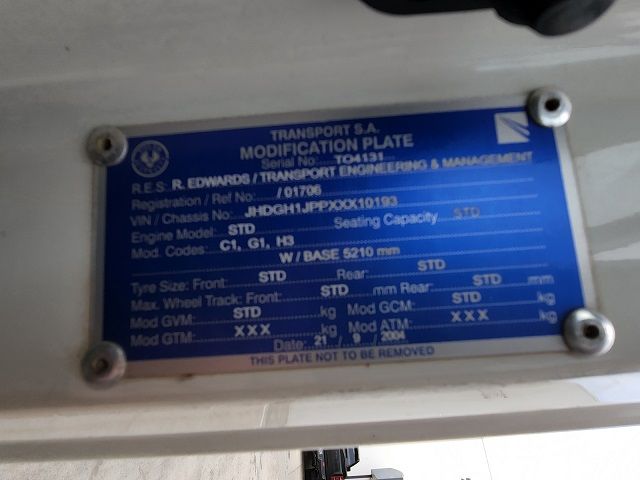 TRANSPORT S.A.
MODIFICATION PLATE
Serial No: TO4131
R.E.S: R. EDWARDS / TRANSPORT ENGINEERING & MANAGEMENT
Registration / Ref No: / 01706
VIN / Chassis No: JHDGH1JPPXXX10193
Engine Model: STD Seating Capacity STD
Mod. Codes: C1, G1, H3
W / BASE 5210 mm
Tyre Size: Front: STD Rear: STD
Max. Wheel Track: Front: STD mm Rear: STD mm
Mod GVM: STD kg Mod GCM: STD kg
Mod GTM: XXX kg Mod ATM: XXX kg
Date: 21 / 9 / 2004
THIS PLATE NOT TO BE REMOVED